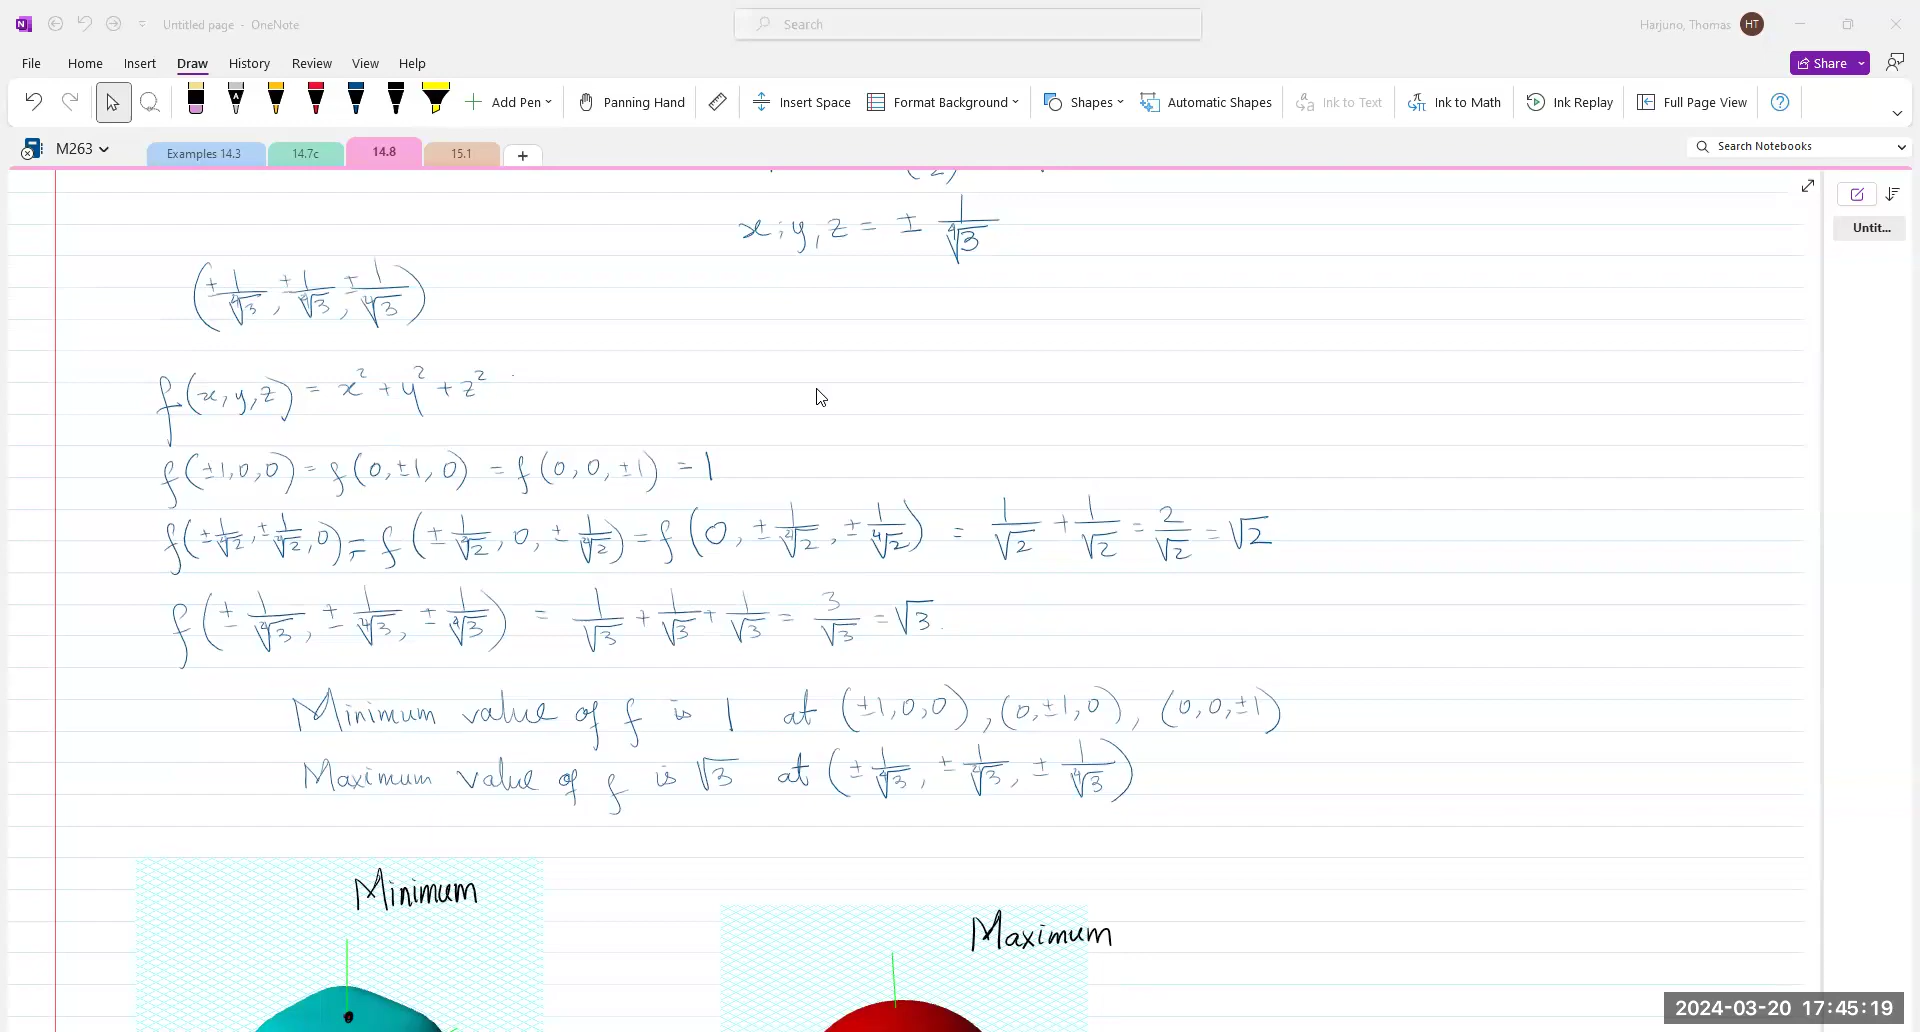 Untitled page - OneNote
Search
Harjuno, Thomas HT
File Home Insert Draw History Review View Help
Share
Add Pen Panning Hand Insert Space Format Background Shapes Automatic Shapes Ink to Text Ink to Math Ink Replay Full Page View
M263 Examples 14.3 14.7c 14.8 15.1 +
Search Notebooks
Untit...
x, y, z = ± 1/∜3
(± 1/∜3, ± 1/∜3, ± 1/∜3)
f(x, y, z) = x² + y² + z²
f(±1, 0, 0) = f(0, ±1, 0) = f(0, 0, ±1) = 1
f(± 1/∜2, ± 1/∜2, 0) = f(± 1/∜2, 0, ± 1/∜2) = f(0, ± 1/∜2, ± 1/∜2) = 1/√2 + 1/√2 = 2/√2 = √2
f(± 1/∜3, ± 1/∜3, ± 1/∜3) = 1/√3 + 1/√3 + 1/√3 = 3/√3 = √3.
Minimum value of f is 1 at (±1, 0, 0), (0, ±1, 0), (0, 0, ±1)
Maximum value of f is √3 at (± 1/∜3, ± 1/∜3, ± 1/∜3)
Minimum
Maximum
2024-03-20 17:45:19